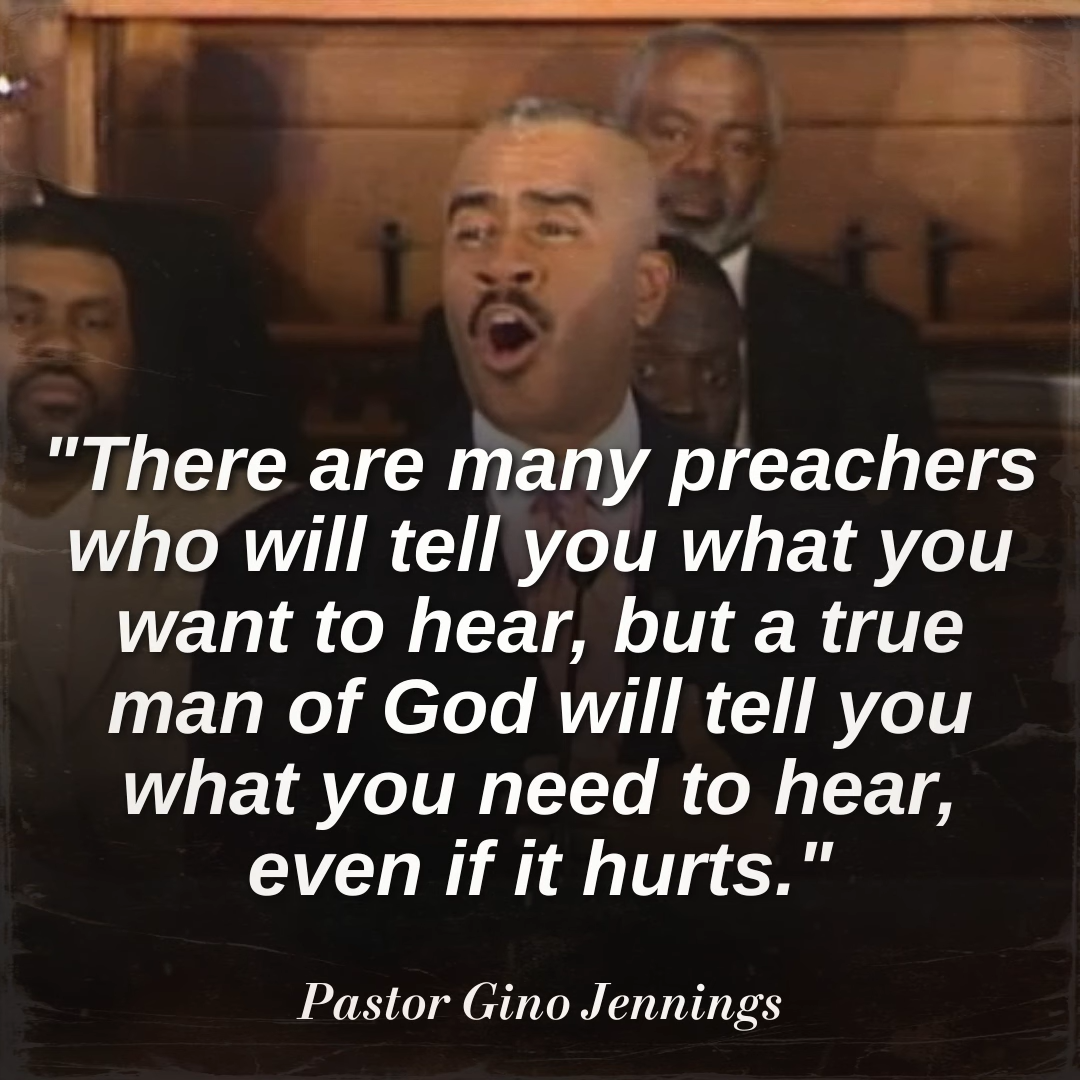 "There are many preachers
who will tell you what you
want to hear, but a true
man of God will tell you
what you need to hear,
even if it hurts."
Pastor Gino Jennings